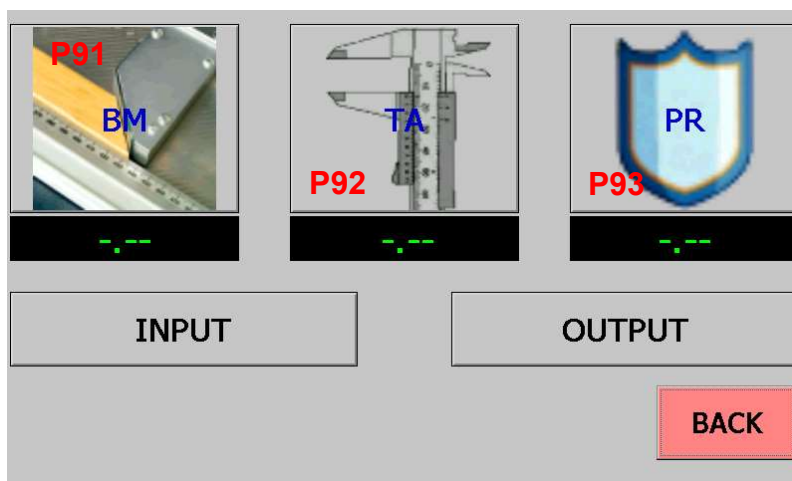 P91
BM
TA
P92
PR
P93
-.--
-.--
-.--
INPUT
OUTPUT
BACK